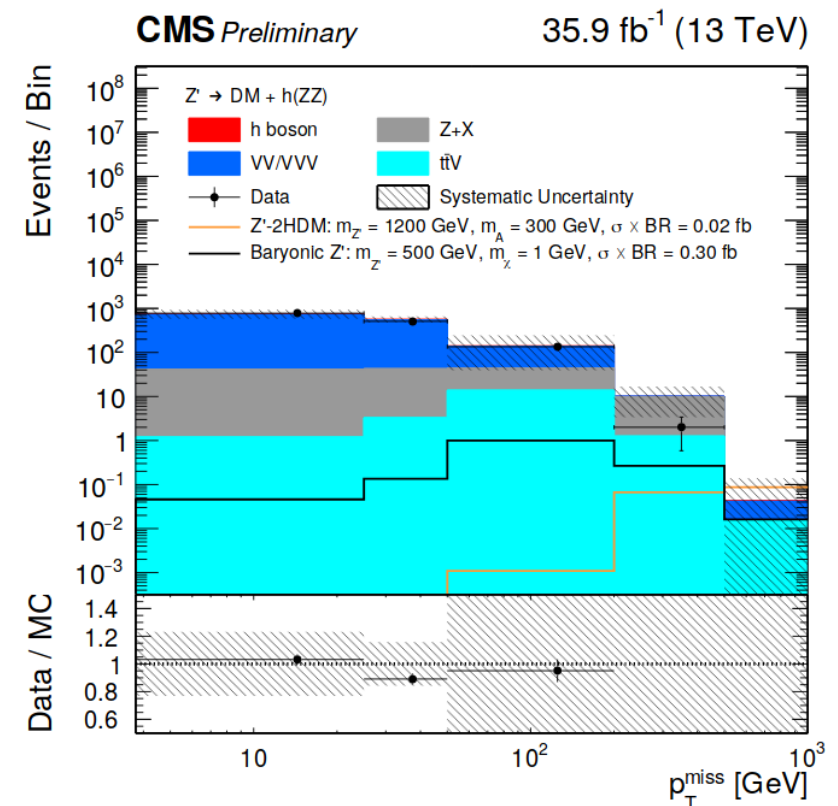 CMS Preliminary 35.9 fb⁻¹ (13 TeV)
Events / Bin
10⁸
10⁷
10⁶
10⁵
10⁴
10³
10²
10
1
10⁻¹
10⁻²
10⁻³
Z' → DM + h(ZZ)
h boson Z+X
VV/VVV tt̄V
Data Systematic Uncertainty
Z'-2HDM: m_Z' = 1200 GeV, m_A = 300 GeV, σ × BR = 0.02 fb
Baryonic Z': m_Z' = 500 GeV, m_χ = 1 GeV, σ × BR = 0.30 fb
Data / MC
1.4
1.2
1
0.8
0.6
10 10² 10³
p_T^miss [GeV]